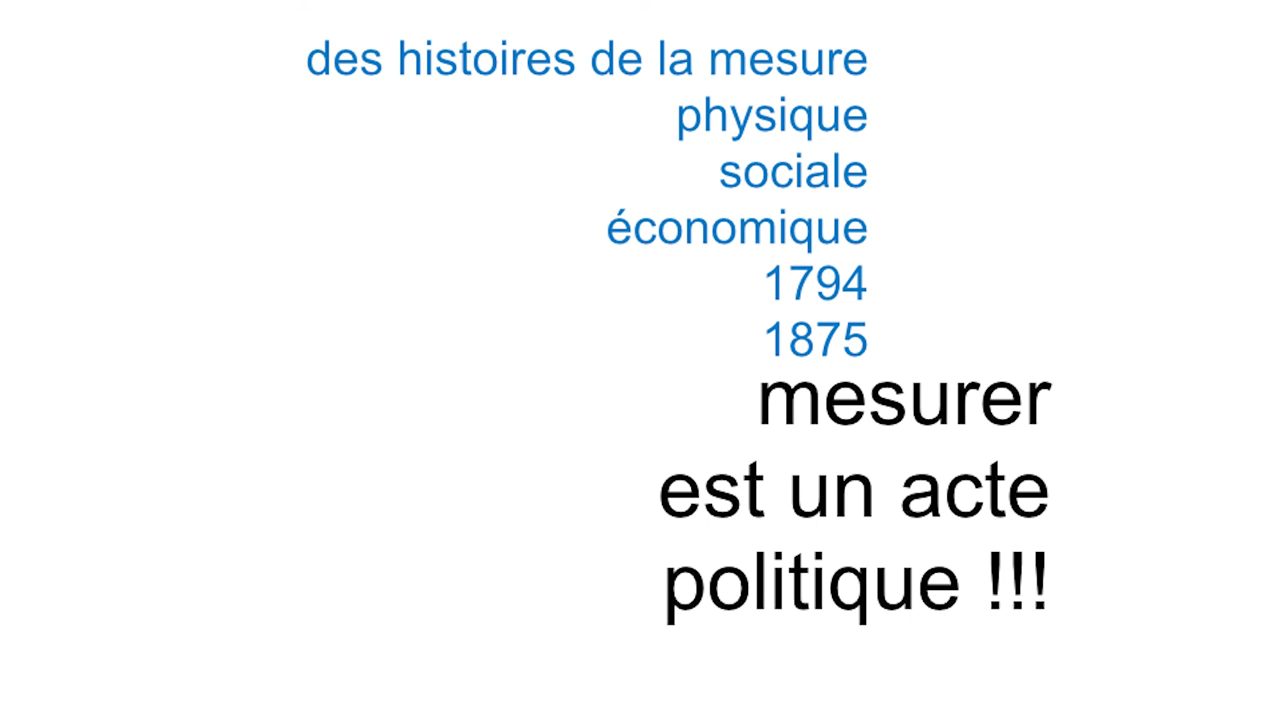 des histoires de la mesure
physique
sociale
économique
1794
1875
mesurer
est un acte
politique !!!